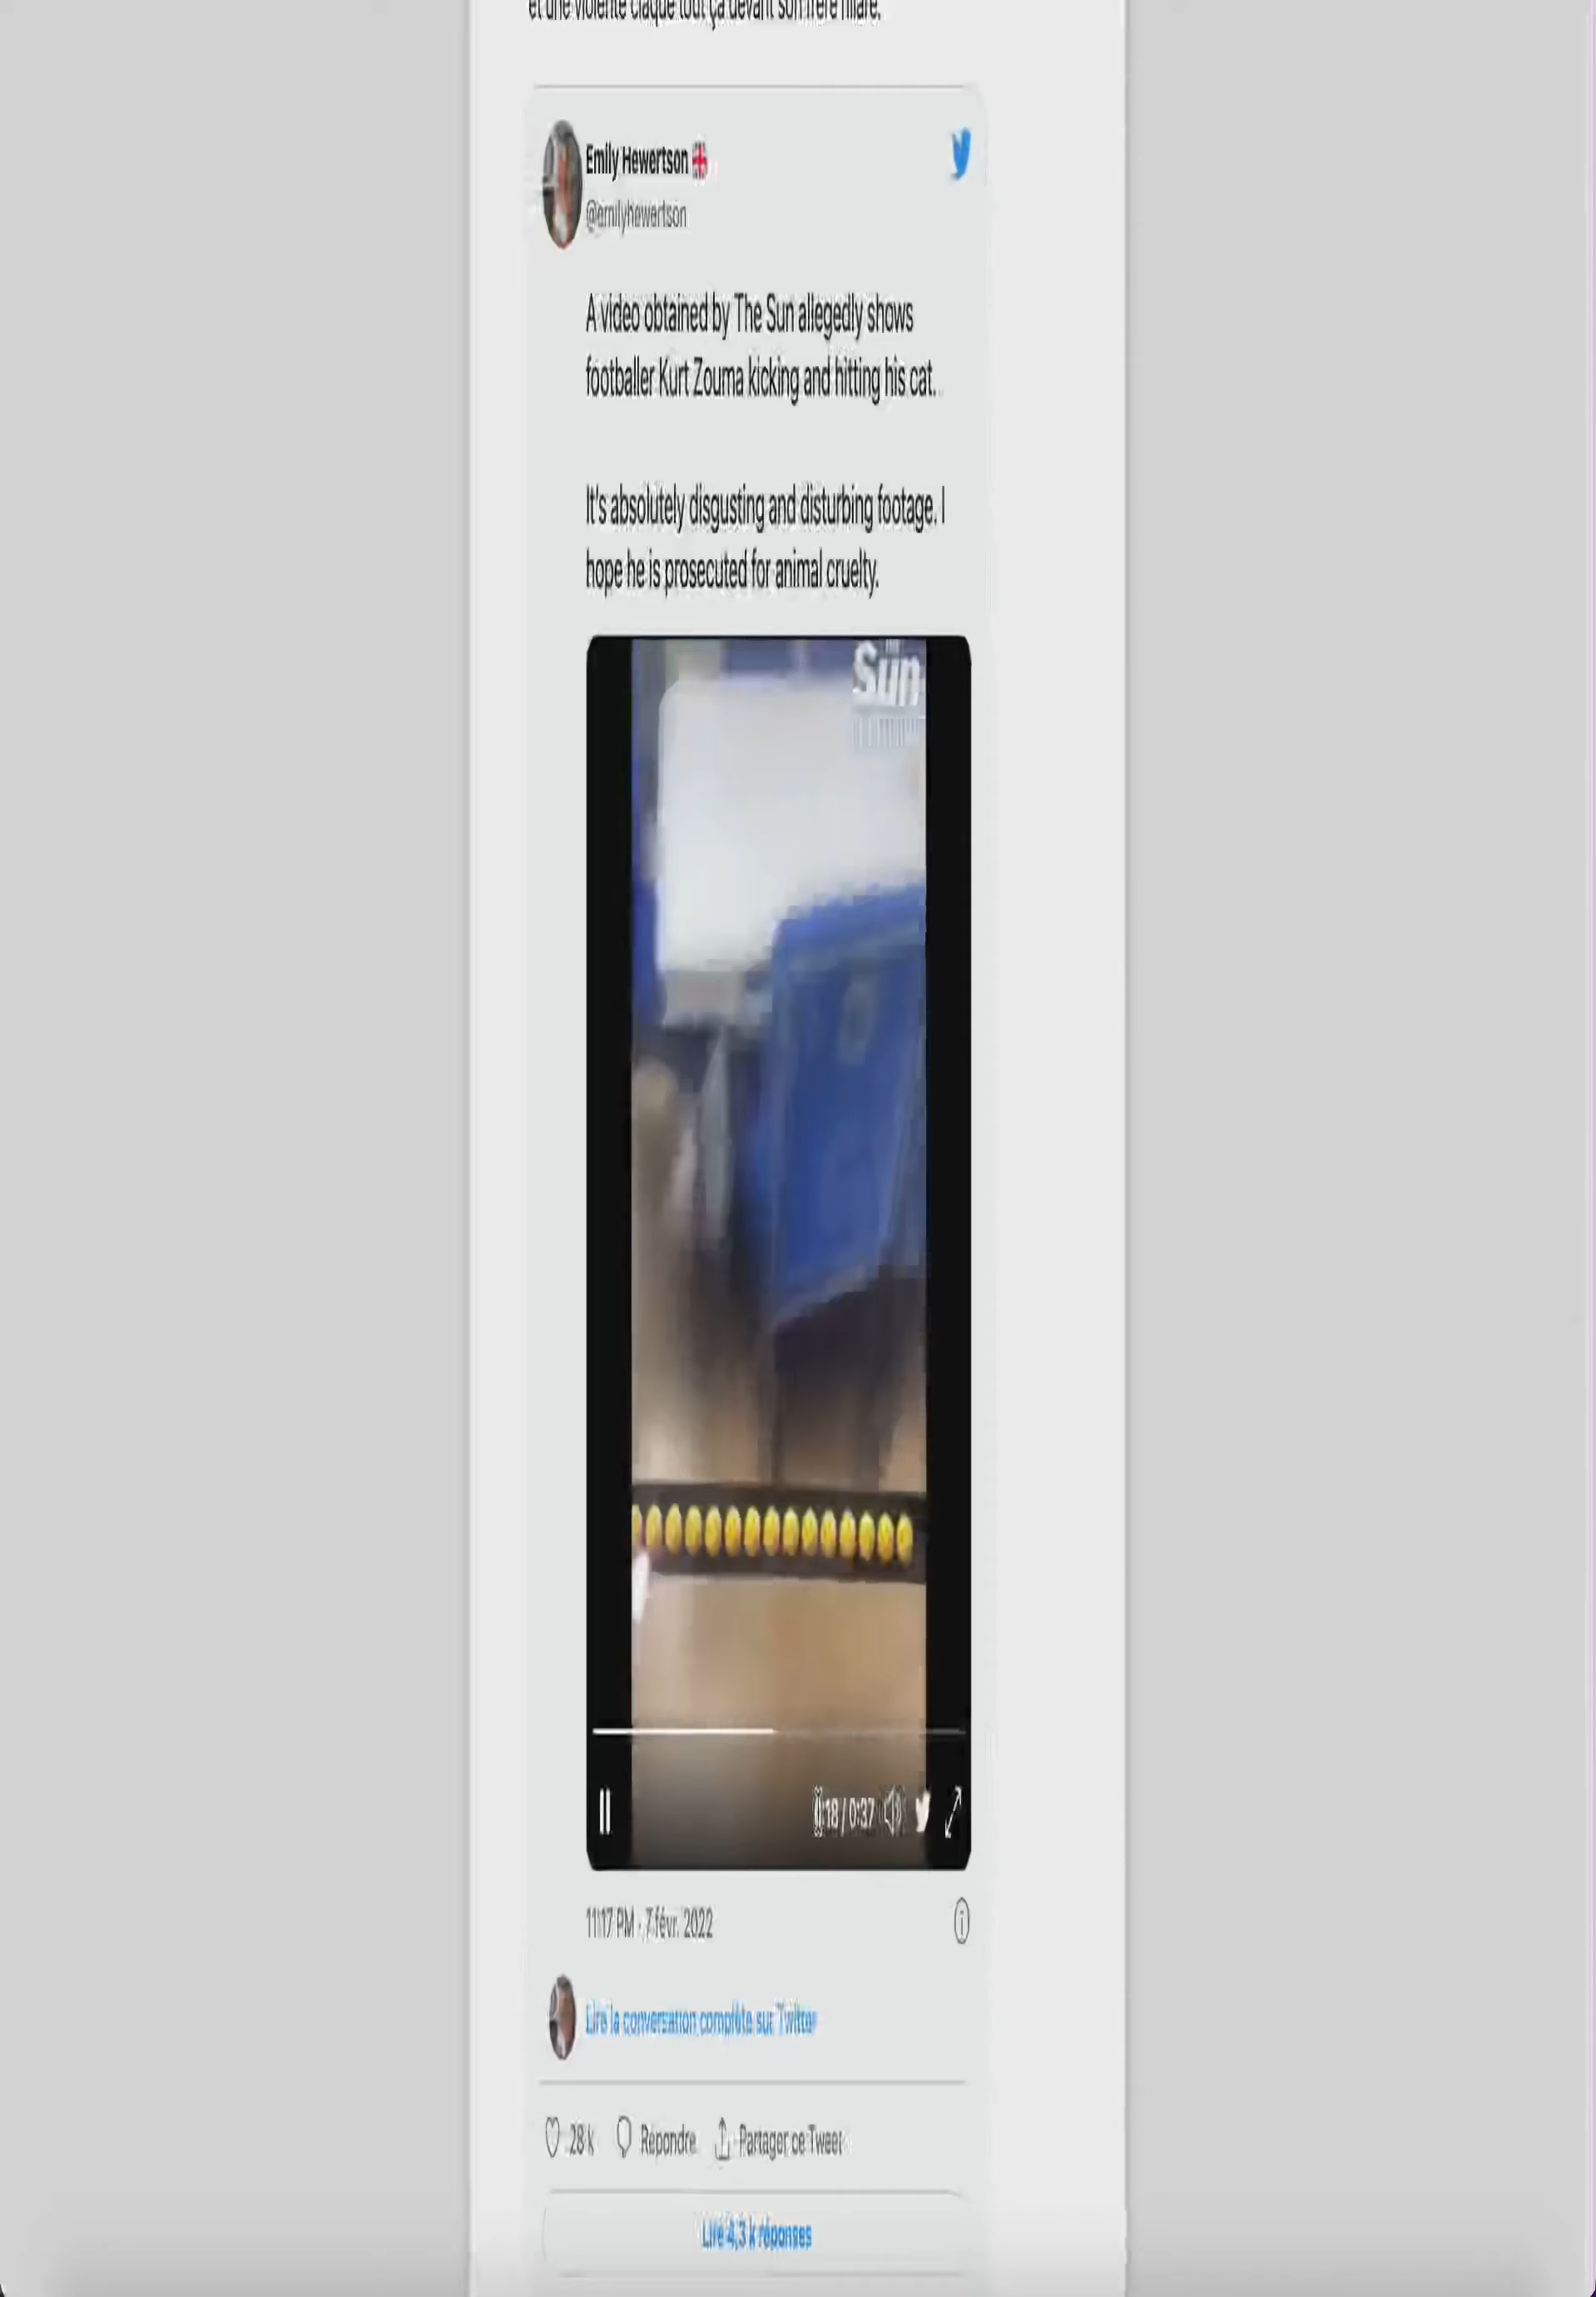 et une violente claque tout ça devant son frère hilare.
Emily Hewertson
@emilyhewertson
A video obtained by The Sun allegedly shows
footballer Kurt Zouma kicking and hitting his cat.
It's absolutely disgusting and disturbing footage. I
hope he is prosecuted for animal cruelty.
Sun
0:18 / 0:37
11:17 PM · 7 févr. 2022
Lire la conversation complète sur Twitter
28 k Répondre Partager ce Tweet
Lire 4,3 k réponses